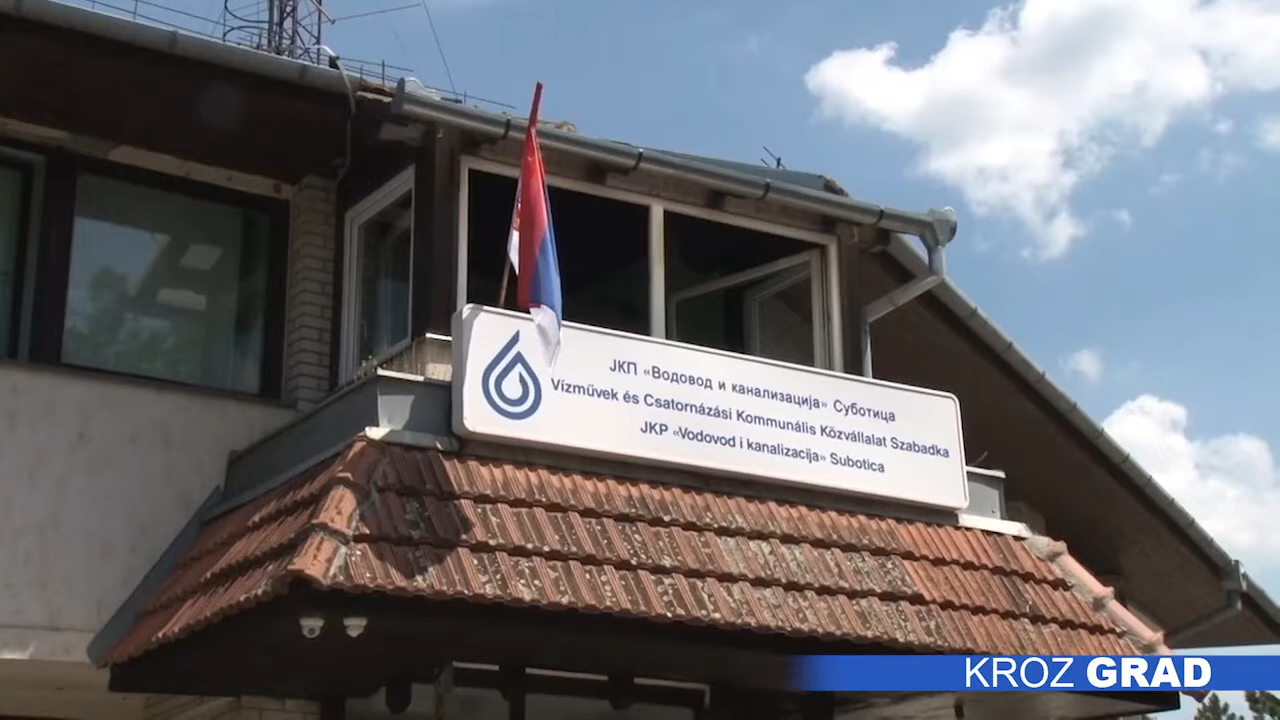 ЈКП «Водовод и канализација» Суботица
Vízművek és Csatornázási Kommunális Közvállalat Szabadka
JKP «Vodovod i kanalizacija» Subotica
KROZ GRAD